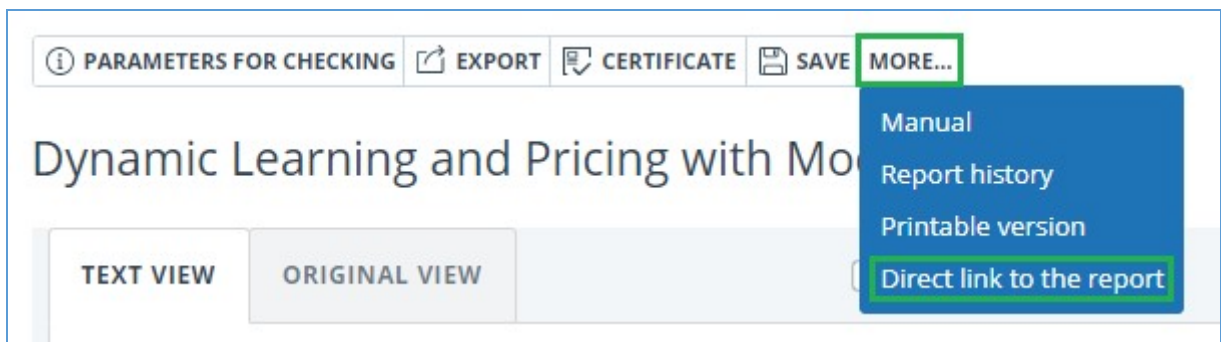 PARAMETERS FOR CHECKING EXPORT CERTIFICATE SAVE MORE...
Manual
Dynamic Learning and Pricing with Mo
Report history
Printable version
TEXT VIEW ORIGINAL VIEW
Direct link to the report